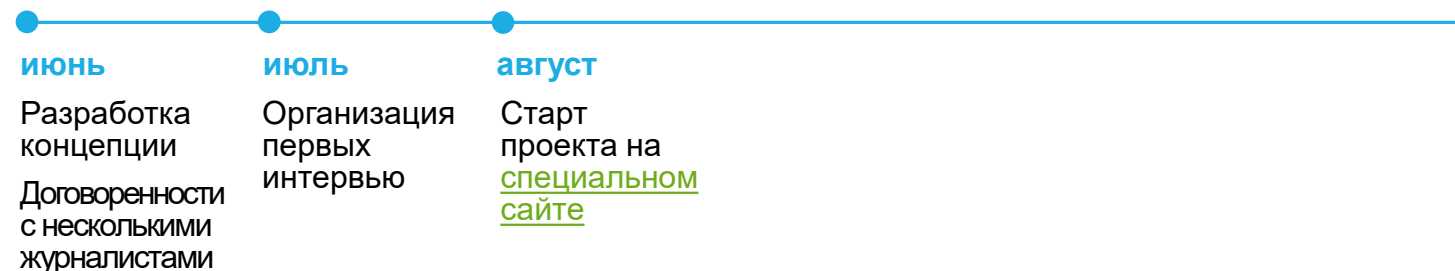 июнь
Разработка
концепции
Договоренности
с несколькими
журналистами
июль
Организация
первых
интервью
август
Старт
проекта на
специальном
сайте